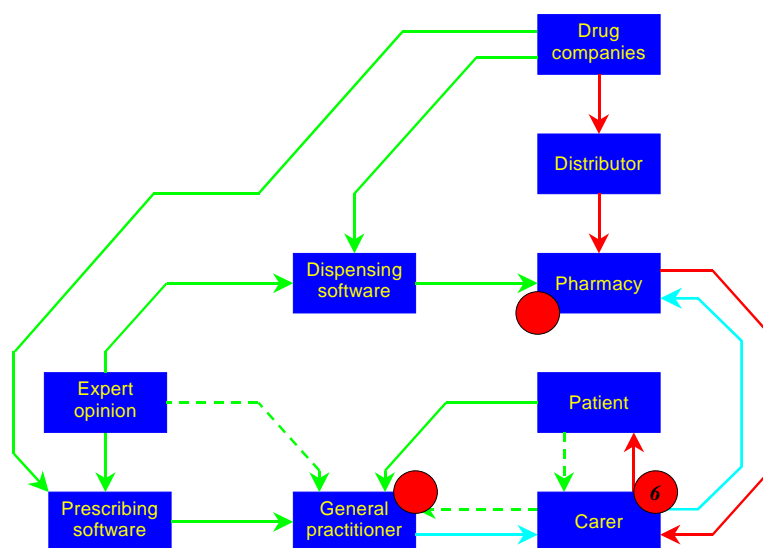 Drug
companies
Distributor
Dispensing
software
Pharmacy
Expert
opinion
Patient
Prescribing
software
General
practitioner
Carer
6